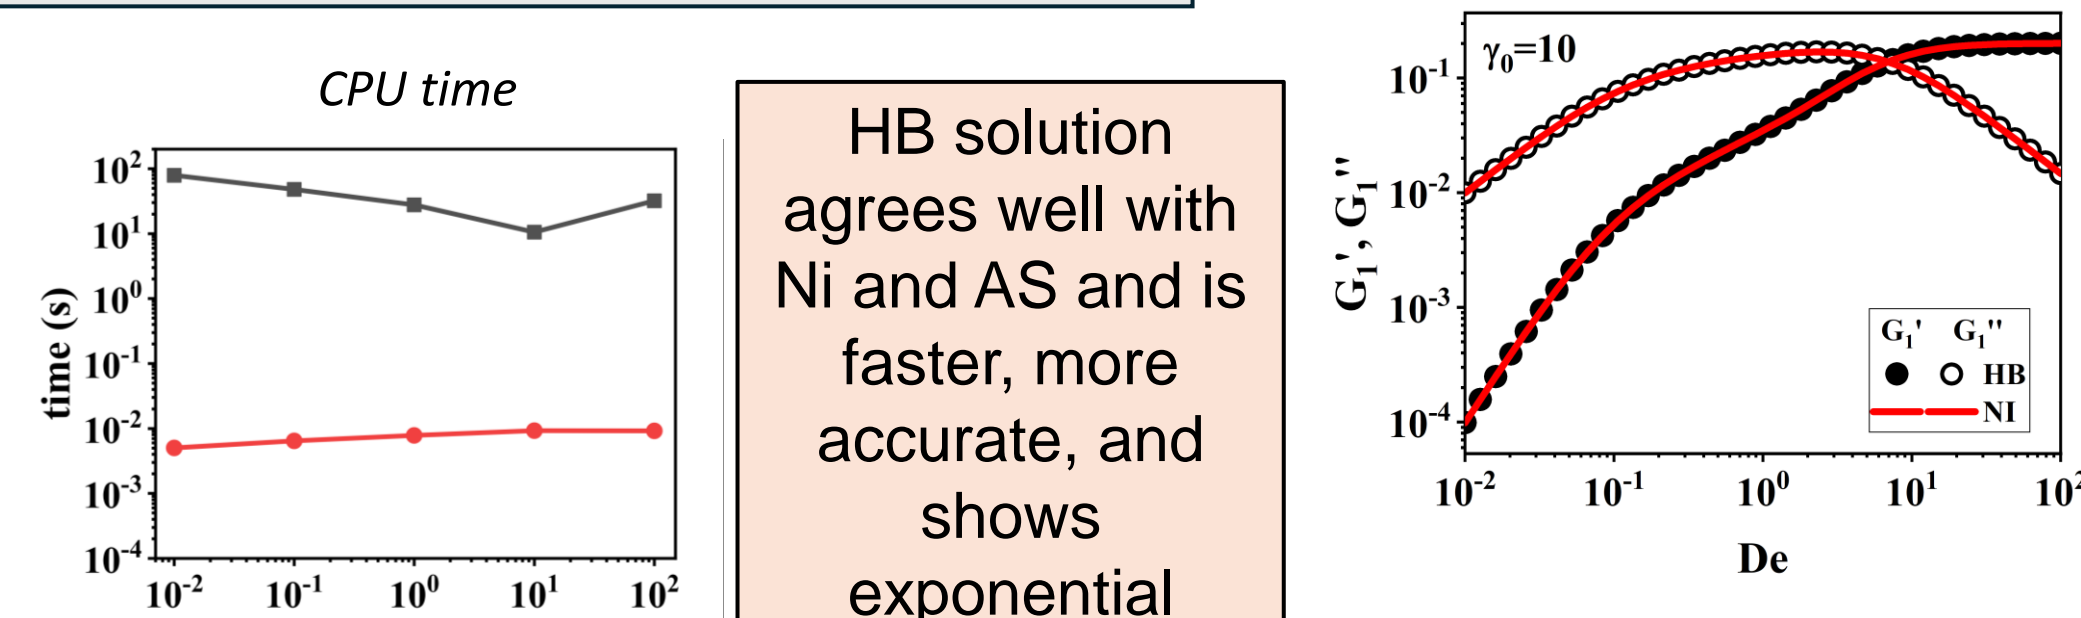 CPU time
10² 10¹ 10⁰ 10⁻¹ 10⁻² 10⁻³ 10⁻⁴
time (s)
10⁻² 10⁻¹ 10⁰ 10¹ 10²
HB solution
agrees well with
Ni and AS and is
faster, more
accurate, and
shows
exponential
γ₀=10
10⁻¹ 10⁻² 10⁻³ 10⁻⁴
G₁', G₁''
G₁' G₁''
HB
NI
10⁻² 10⁻¹ 10⁰ 10¹ 10²
De